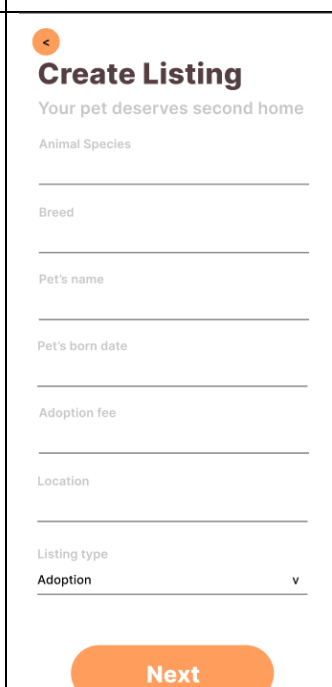 <
Create Listing
Your pet deserves second home
Animal Species
Breed
Pet's name
Pet's born date
Adoption fee
Location
Listing type
Adoption v
Next